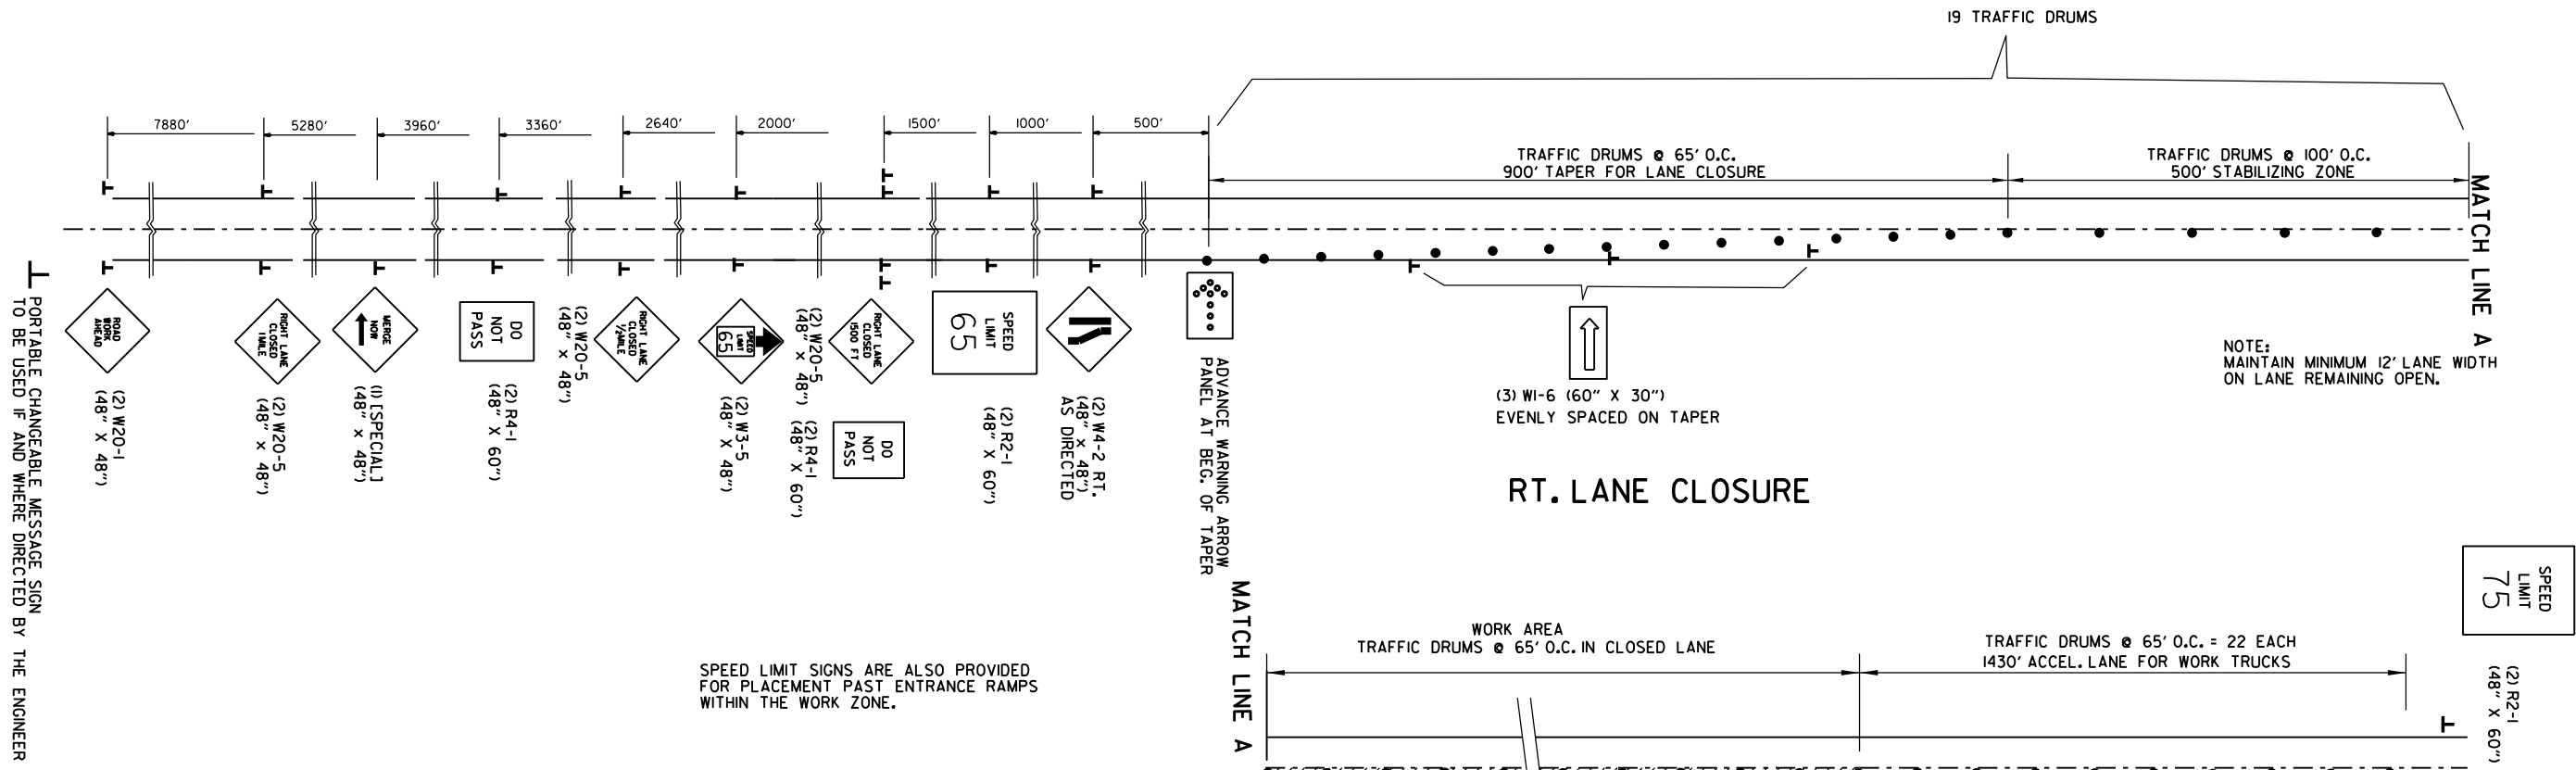 19 TRAFFIC DRUMS
7880'
5280'
3960'
3360'
2640'
2000'
1500'
1000'
500'
TRAFFIC DRUMS @ 65' O.C.
900' TAPER FOR LANE CLOSURE
TRAFFIC DRUMS @ 100' O.C.
500' STABILIZING ZONE
MATCH LINE A
PORTABLE CHANGEABLE MESSAGE SIGN
TO BE USED IF AND WHERE DIRECTED BY THE ENGINEER
ROAD
WORK
AHEAD
(2) W20-1
(48" X 48")
RIGHT LANE
CLOSED
1 MILE
(2) W20-5
(48" X 48")
MERGE
NOW
(1) [SPECIAL]
(48" X 48")
DO
NOT
PASS
(2) R4-1
(48" X 60")
(2) W20-5
(48" X 48")
RIGHT LANE
CLOSED
½ MILE
SPEED
LIMIT
65
(2) W3-5
(48" X 48")
(2) W20-5
(48" X 48")
RIGHT LANE
CLOSED
1500 FT
(2) R4-1
(48" X 60")
DO
NOT
PASS
SPEED
LIMIT
65
(2) R2-1
(48" X 60")
(2) W4-2 RT.
(48" X 48")
AS DIRECTED
ADVANCE WARNING ARROW
PANEL AT BEG. OF TAPER
(3) W1-6 (60" X 30")
EVENLY SPACED ON TAPER
NOTE:
MAINTAIN MINIMUM 12' LANE WIDTH
ON LANE REMAINING OPEN.
RT. LANE CLOSURE
SPEED LIMIT SIGNS ARE ALSO PROVIDED
FOR PLACEMENT PAST ENTRANCE RAMPS
WITHIN THE WORK ZONE.
MATCH LINE A
WORK AREA
TRAFFIC DRUMS @ 65' O.C. IN CLOSED LANE
TRAFFIC DRUMS @ 65' O.C. = 22 EACH
1430' ACCEL. LANE FOR WORK TRUCKS
SPEED
LIMIT
75
(2) R2-1
(48" X 60")